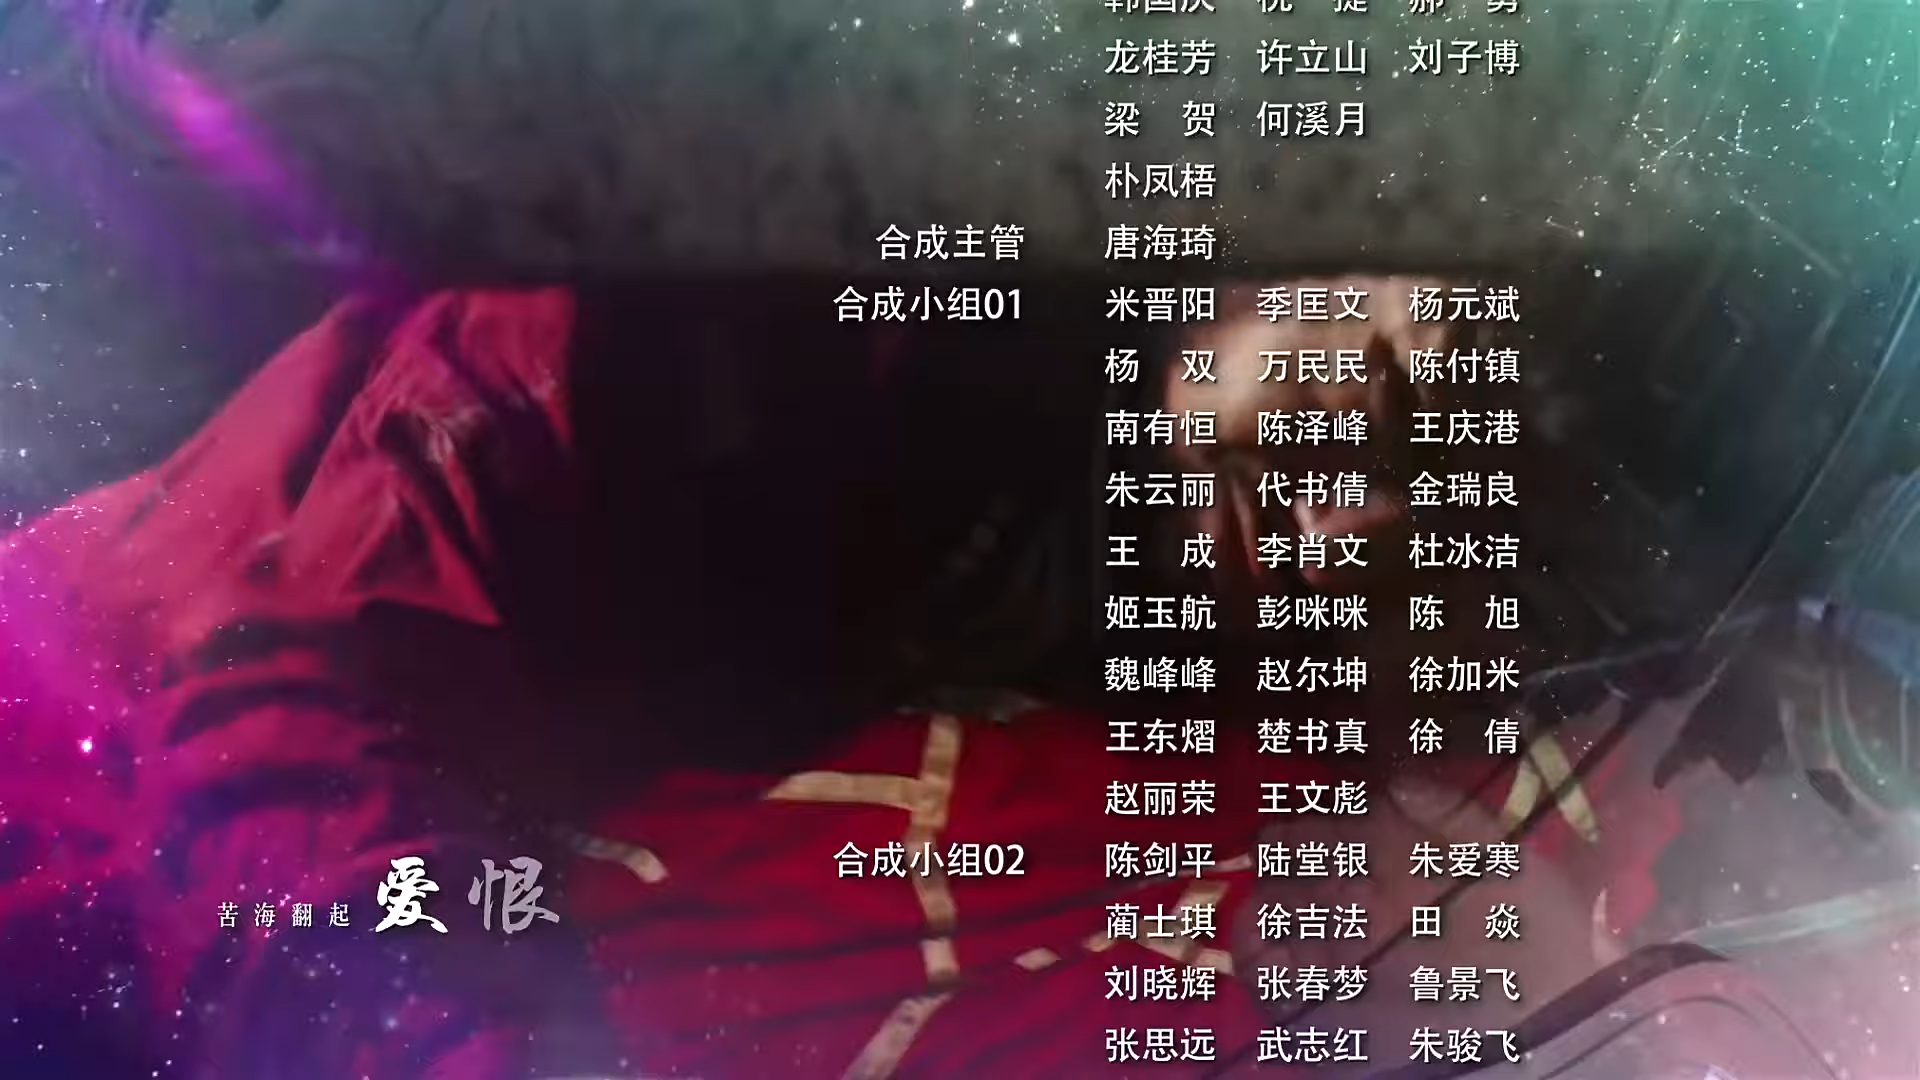 龙桂芳 许立山 刘子博
梁 贺 何溪月
朴凤梧
合成主管 唐海琦
合成小组01 米晋阳 季匡文 杨元斌
杨 双 万民民 陈付镇
南有恒 陈泽峰 王庆港
朱云丽 代书倩 金瑞良
王 成 李肖文 杜冰洁
姬玉航 彭咪咪 陈 旭
魏峰峰 赵尔坤 徐加米
王东熠 楚书真 徐 倩
赵丽荣 王文彪
合成小组02 陈剑平 陆堂银 朱爱寒
蔺士琪 徐吉法 田 焱
刘晓辉 张春梦 鲁景飞
张思远 武志红 朱骏飞
苦海翻起爱恨